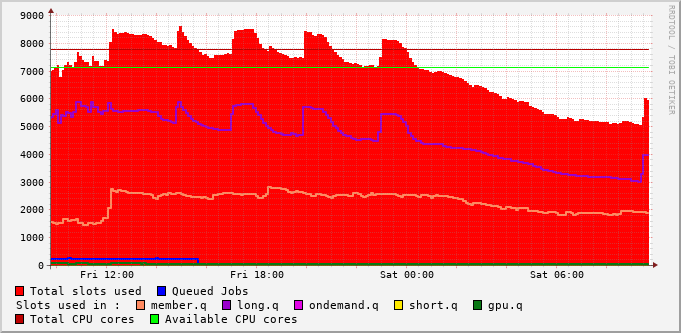 9000
8000
7000
6000
5000
4000
3000
2000
1000
0
Fri 12:00 Fri 18:00 Sat 00:00 Sat 06:00
Total slots used Queued Jobs
Slots used in : member.q long.q ondemand.q short.q gpu.q
Total CPU cores Available CPU cores
RRDTOOL / TOBI OETIKER